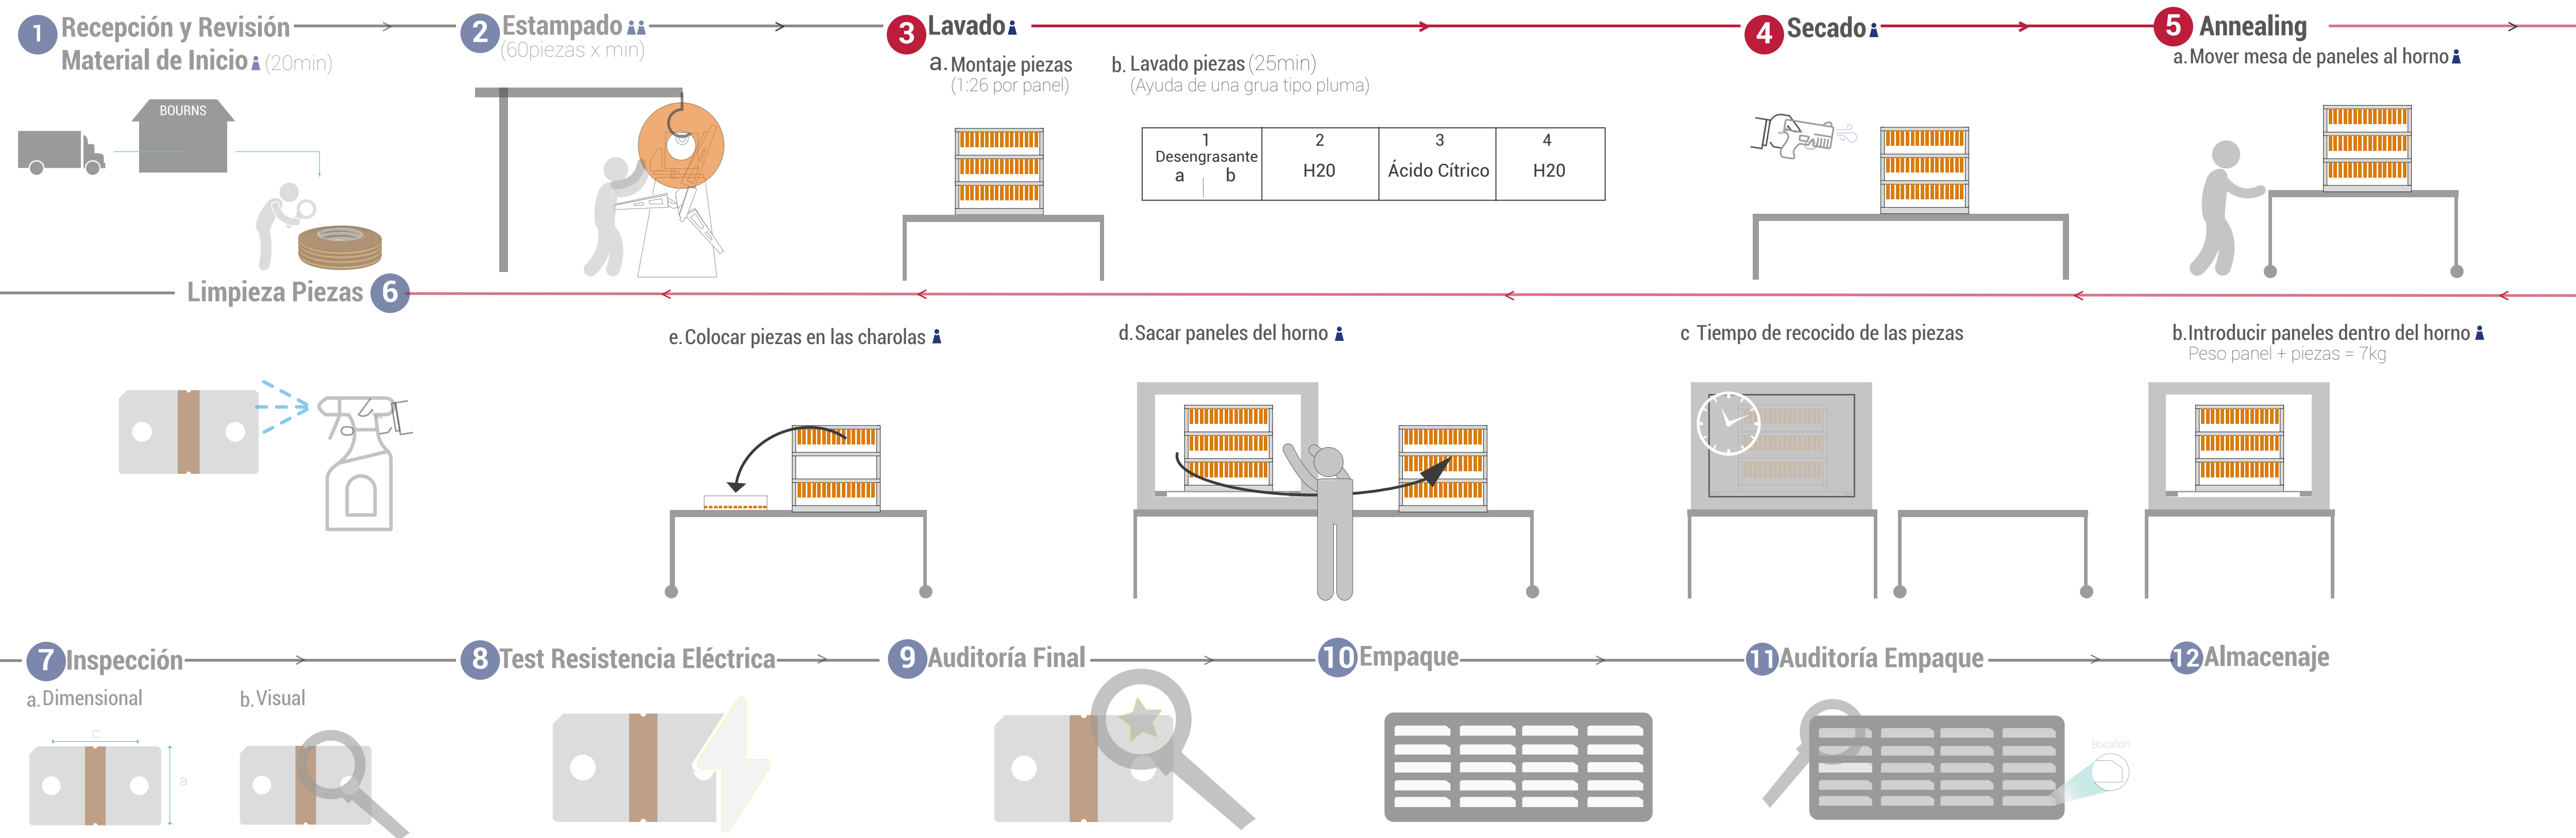 1 Recepción y Revisión
Material de Inicio (20min)
BOURNS
2 Estampado
(60piezas x min)
3 Lavado
a. Montaje piezas
(1:26 por panel)
b. Lavado piezas (25min)
(Ayuda de una grua tipo pluma)
1 2 3 4
Desengrasante
a b
H20
Ácido Cítrico
H20
4 Secado
5 Annealing
a. Mover mesa de paneles al horno
b. Introducir paneles dentro del horno
Peso panel + piezas = 7kg
c Tiempo de recocido de las piezas
d. Sacar paneles del horno
e. Colocar piezas en las charolas
Limpieza Piezas 6
7 Inspección
a. Dimensional
c
a
b. Visual
8 Test Resistencia Eléctrica
9 Auditoría Final
10 Empaque
11 Auditoría Empaque
Bocallón
12 Almacenaje